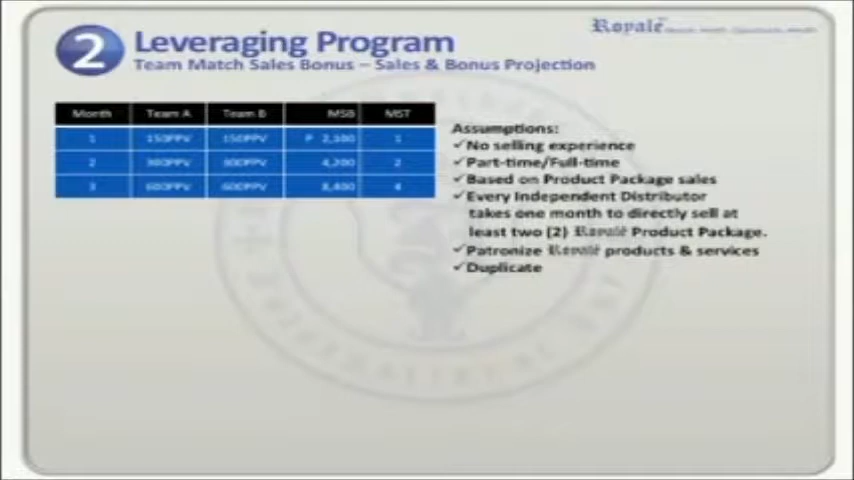 2
Leveraging Program
Team Match Sales Bonus – Sales & Bonus Projection
Royalē
Month Team A Team B MSB MST
1 150PPV 150PPV P 2,100 1
2 300PPV 300PPV 4,200 2
3 600PPV 600PPV 8,400 4
Assumptions:
✓No selling experience
✓Part-time/Full-time
✓Based on Product Package sales
✓Every Independent Distributor
takes one month to directly sell at
least two (2) Royalē Product Package.
✓Patronize Royalē products & services
✓Duplicate